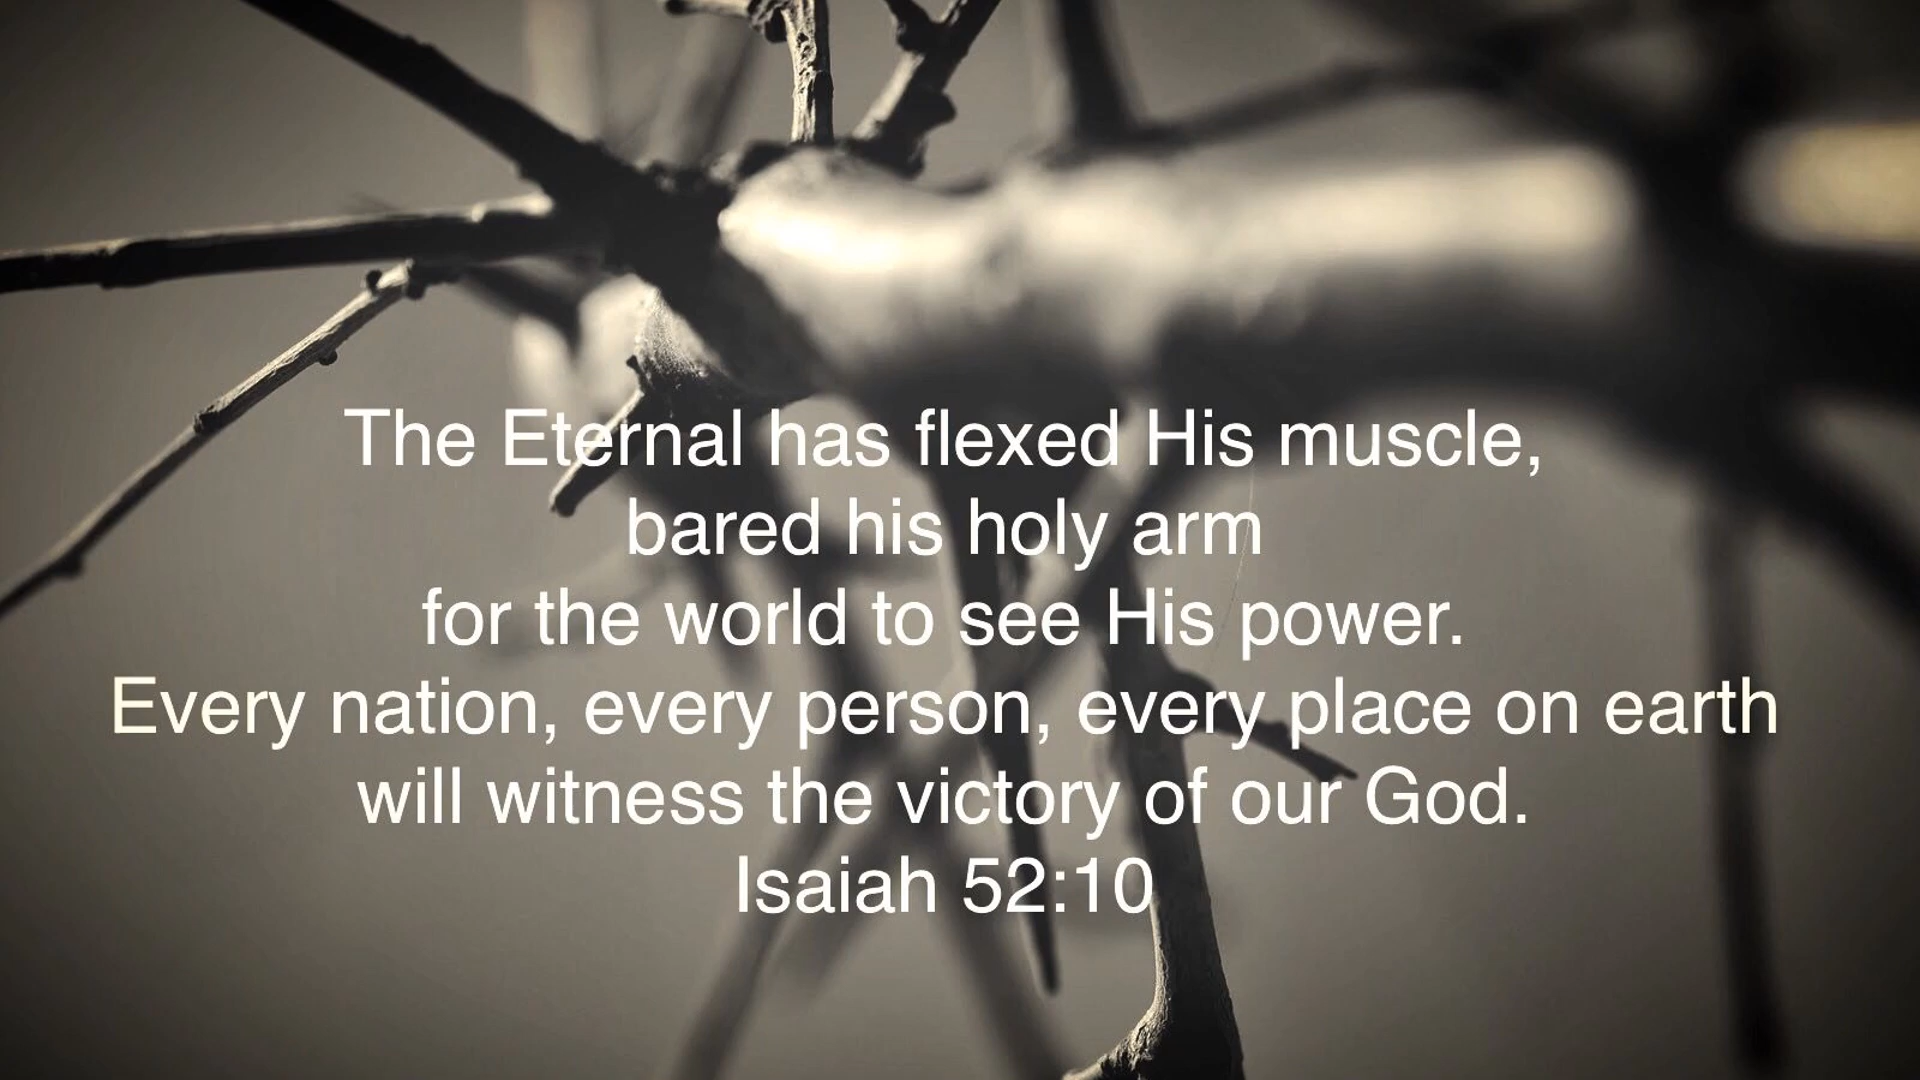 The Eternal has flexed His muscle,
bared his holy arm
for the world to see His power.
Every nation, every person, every place on earth
will witness the victory of our God.
Isaiah 52:10